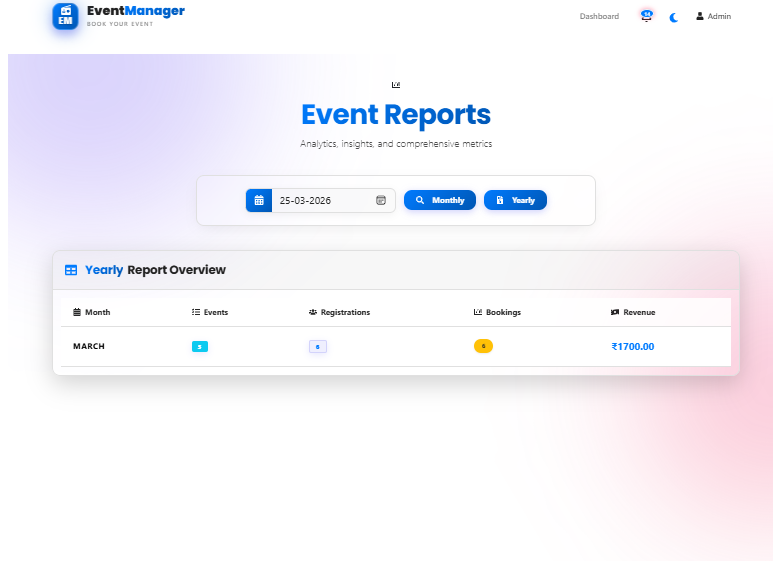 EventManager
BOOK YOUR EVENT
EM
Dashboard
14
Admin
Event Reports
Analytics, insights, and comprehensive metrics
25-03-2026
Monthly
Yearly
Yearly Report Overview
Month Events Registrations Bookings Revenue
MARCH 3 6 6 ₹1700.00